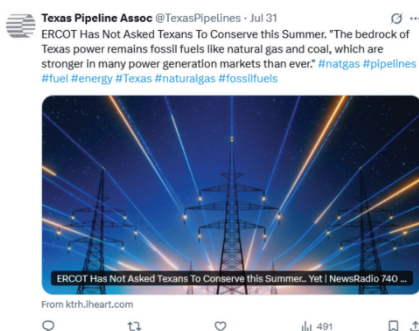 Texas Pipeline Assoc @TexasPipelines · Jul 31
ERCOT Has Not Asked Texans To Conserve this Summer. "The bedrock of
Texas power remains fossil fuels like natural gas and coal, which are
stronger in many power generation markets than ever." #natgas #pipelines
#fuel #energy #Texas #naturalgas #fossilfuels
ERCOT Has Not Asked Texans To Conserve this Summer.. Yet | NewsRadio 740 ...
From ktrh.iheart.com
491